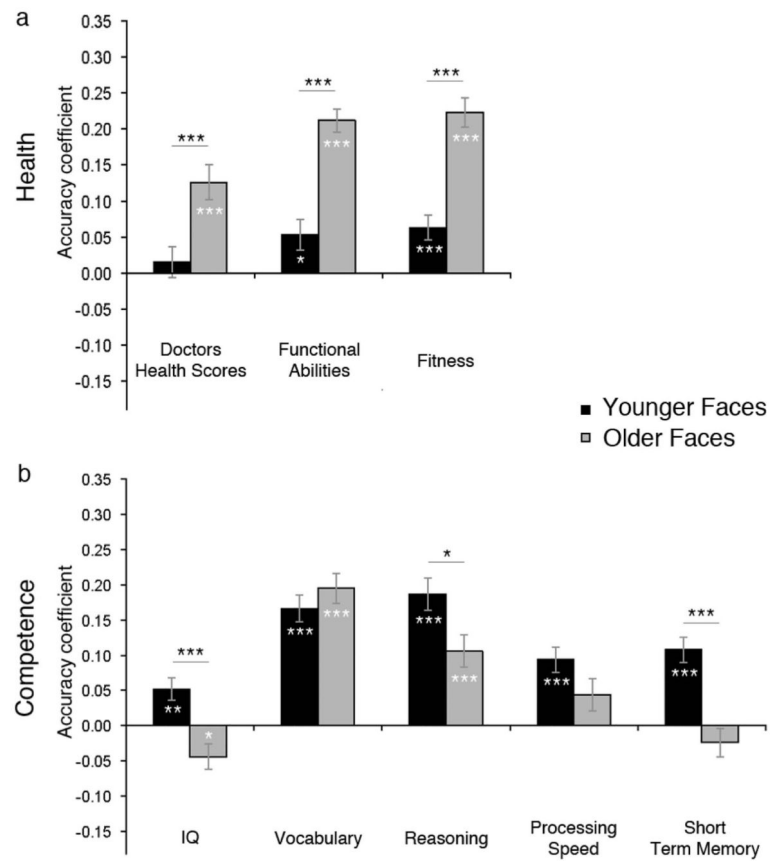 a
0.35
0.30
0.25
0.20
0.15
0.10
0.05
0.00
-0.05
-0.10
-0.15
Health
Accuracy coefficient
***
***
***
***
***
*
***
***
Doctors
Health Scores
Functional
Abilities
Fitness
Younger Faces
Older Faces
b
0.35
0.30
0.25
0.20
0.15
0.10
0.05
0.00
-0.05
-0.10
-0.15
Competence
Accuracy coefficient
***
**
*
***
***
*
***
***
***
***
***
IQ
Vocabulary
Reasoning
Processing
Speed
Short
Term Memory